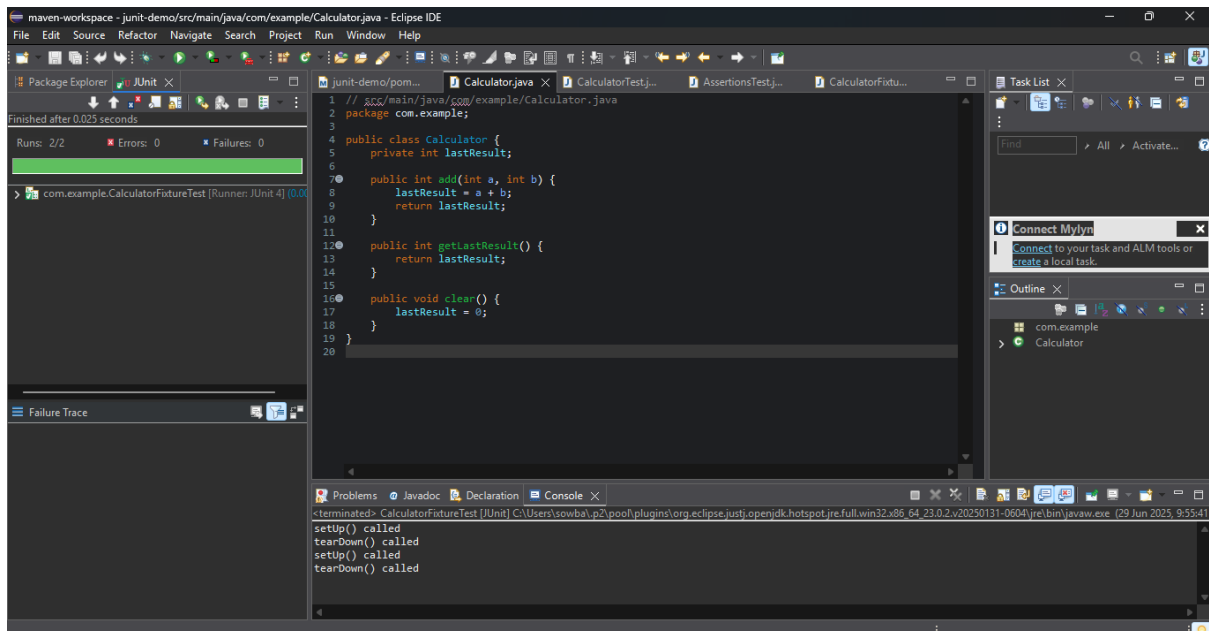 maven-workspace - junit-demo/src/main/java/com/example/Calculator.java - Eclipse IDE
File Edit Source Refactor Navigate Search Project Run Window Help
Package Explorer JUnit
Finished after 0.025 seconds
Runs: 2/2 Errors: 0 Failures: 0
com.example.CalculatorFixtureTest [Runner: JUnit 4] (0.00
Failure Trace
junit-demo/pom... Calculator.java CalculatorTest.j... AssertionsTest.j... CalculatorFixtu...
1 // src/main/java/com/example/Calculator.java
2 package com.example;
3
4 public class Calculator {
5 private int lastResult;
6
7 public int add(int a, int b) {
8 lastResult = a + b;
9 return lastResult;
10 }
11
12 public int getLastResult() {
13 return lastResult;
14 }
15
16 public void clear() {
17 lastResult = 0;
18 }
19 }
20
Task List
Find All Activate...
Connect Mylyn
Connect to your task and ALM tools or
create a local task.
Outline
com.example
Calculator
Problems Javadoc Declaration Console
<terminated> CalculatorFixtureTest [JUnit] C:\Users\sowba\.p2\pool\plugins\org.eclipse.justj.openjdk.hotspot.jre.full.win32.x86_64_23.0.2.v20250131-0604\jre\bin\javaw.exe (29 Jun 2025, 9:55:41
setUp() called
tearDown() called
setUp() called
tearDown() called